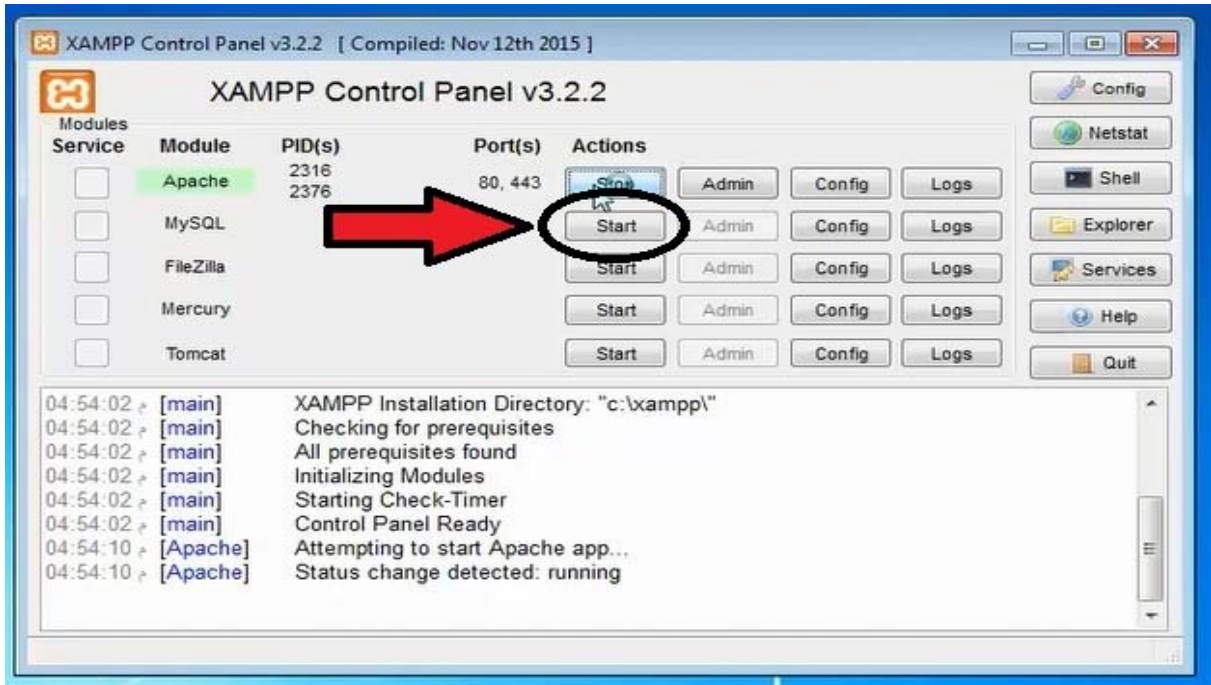 XAMPP Control Panel v3.2.2 [ Compiled: Nov 12th 2015 ]
XAMPP Control Panel v3.2.2
Config
Modules
Service Module PID(s) Port(s) Actions
Netstat
Apache 2316 2376 80, 443 Stop Admin Config Logs
Shell
MySQL Start Admin Config Logs
Explorer
FileZilla Start Admin Config Logs
Services
Mercury Start Admin Config Logs
Help
Tomcat Start Admin Config Logs
Quit
04:54:02 م [main] XAMPP Installation Directory: "c:\xampp\"
04:54:02 م [main] Checking for prerequisites
04:54:02 م [main] All prerequisites found
04:54:02 م [main] Initializing Modules
04:54:02 م [main] Starting Check-Timer
04:54:02 م [main] Control Panel Ready
04:54:10 م [Apache] Attempting to start Apache app...
04:54:10 م [Apache] Status change detected: running